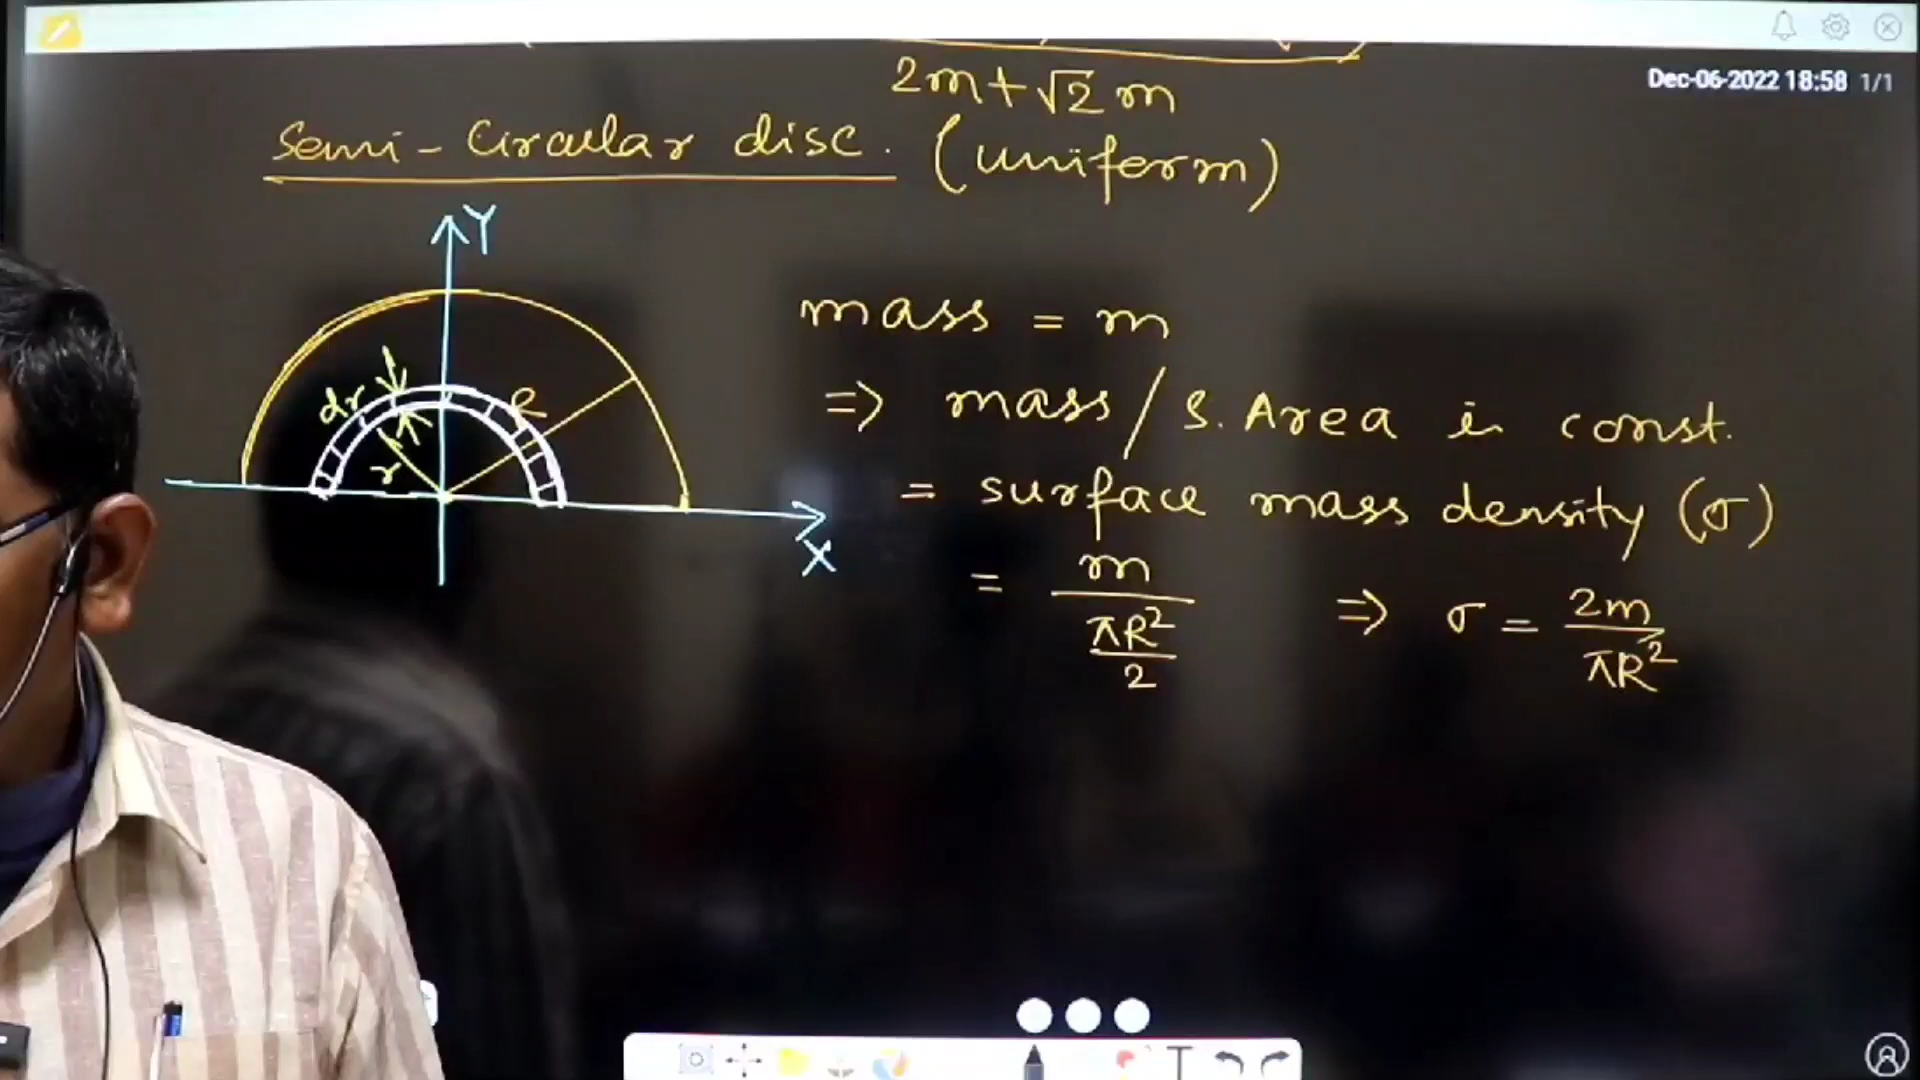 Dec-06-2022 18:58 1/1
2m+√2 m
Semi-Circular disc. (uniform)
Y
mass = m
dr
R
r
⇒ mass / S. Area is const.
= surface mass density (σ)
X
= m / (πR²/2) ⇒ σ = 2m / πR²
T